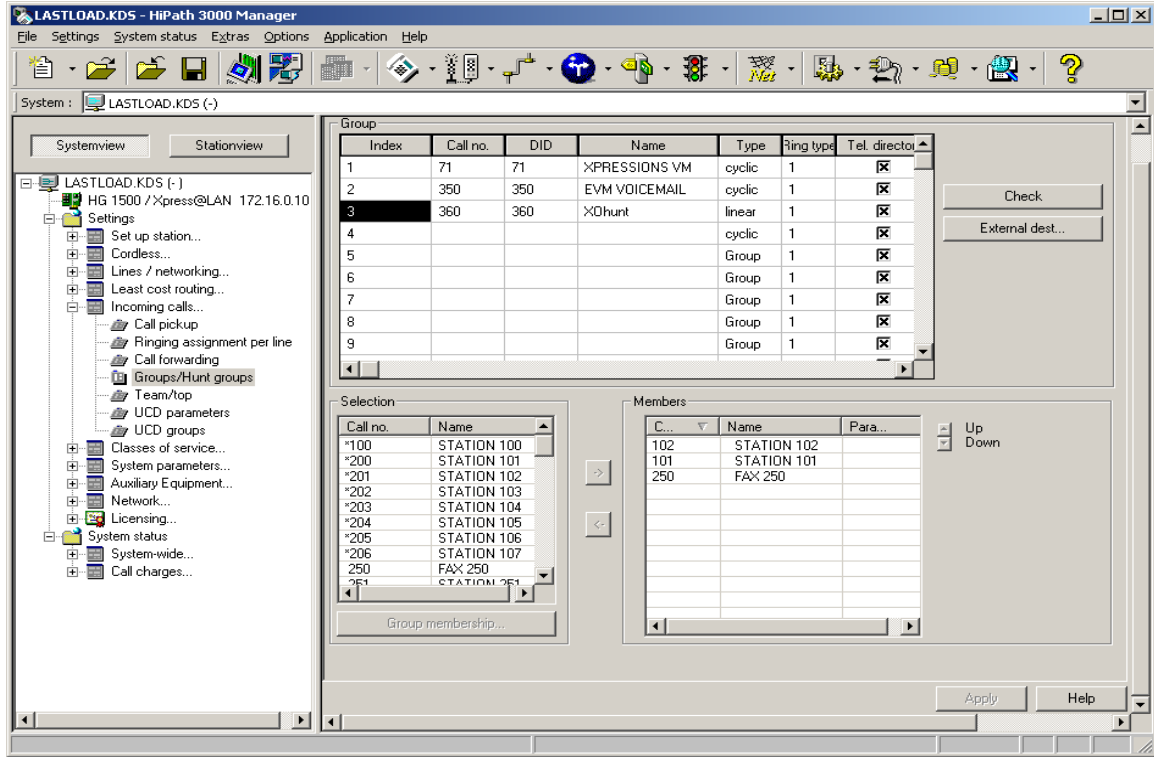 LASTLOAD.KDS - HiPath 3000 Manager
File Settings System status Extras Options Application Help
Net
System : LASTLOAD.KDS (-)
Systemview Stationview
LASTLOAD.KDS (- )
HG 1500 / Xpress@LAN 172.16.0.10
Settings
Set up station...
Cordless...
Lines / networking...
Least cost routing...
Incoming calls...
Call pickup
Ringing assignment per line
Call forwarding
Groups/Hunt groups
Team/top
UCD parameters
UCD groups
Classes of service...
System parameters...
Auxiliary Equipment...
Network...
Licensing...
System status
System-wide...
Call charges...
Group
Index Call no. DID Name Type Ring type Tel. director
1 71 71 XPRESSIONS VM cyclic 1
2 350 350 EVM VOICEMAIL cyclic 1
3 360 360 XOhunt linear 1
4 cyclic 1
5 Group 1
6 Group 1
7 Group 1
8 Group 1
9 Group 1
Check
External dest...
Selection
Call no. Name
*100 STATION 100
*200 STATION 101
*201 STATION 102
*202 STATION 103
*203 STATION 104
*204 STATION 105
*205 STATION 106
*206 STATION 107
250 FAX 250
251 STATION 251
Group membership...
-> 
<-
Members
C... Name Para...
102 STATION 102
101 STATION 101
250 FAX 250
Up
Down
Apply Help